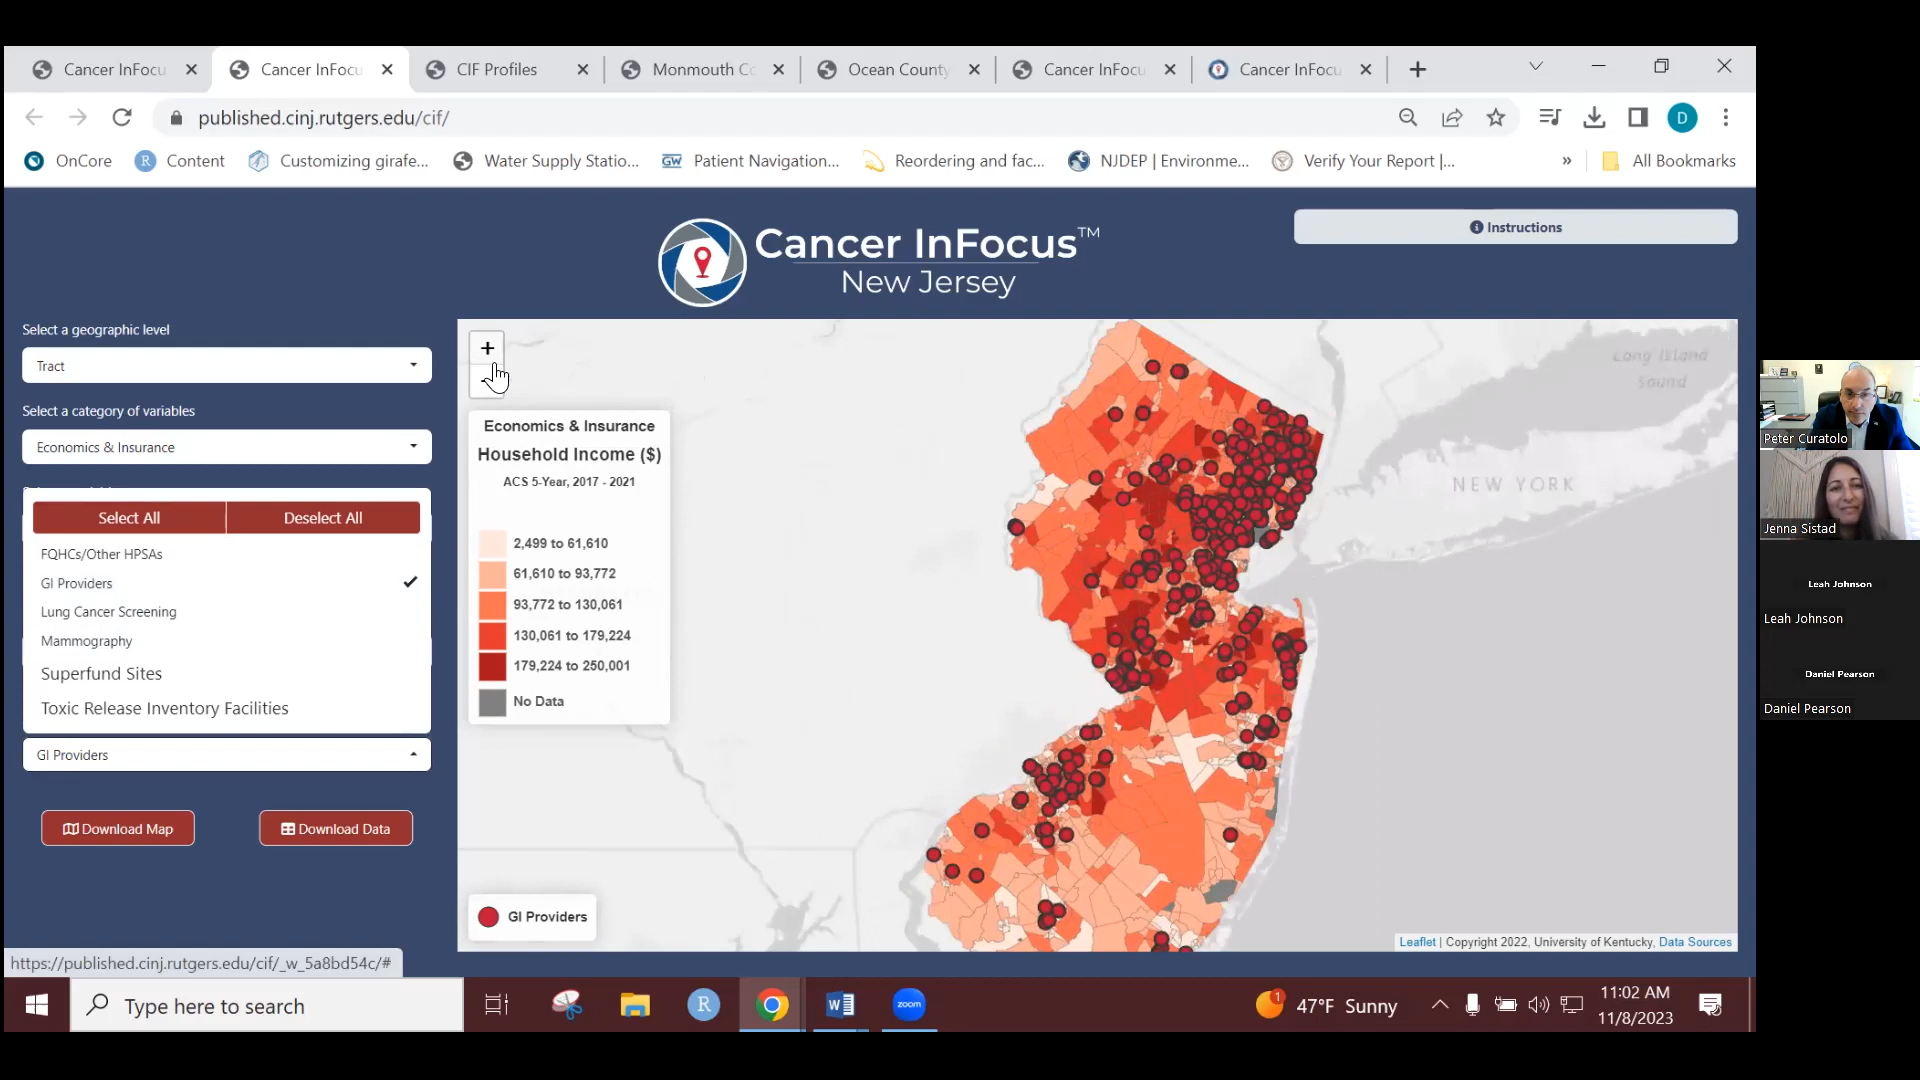 Cancer InFocu
Cancer InFocu
CIF Profiles
Monmouth Co
Ocean County
Cancer InFocu
Cancer InFocu
published.cinj.rutgers.edu/cif/
D
OnCore
Content
Customizing girafe...
Water Supply Statio...
GW
Patient Navigation...
Reordering and fac...
NJDEP | Environme...
Verify Your Report |...
»
All Bookmarks
Cancer InFocus™
New Jersey
Instructions
Select a geographic level
Tract
Select a category of variables
Economics & Insurance
Select All
Deselect All
FQHCs/Other HPSAs
GI Providers
Lung Cancer Screening
Mammography
Superfund Sites
Toxic Release Inventory Facilities
GI Providers
Download Map
Download Data
https://published.cinj.rutgers.edu/cif/_w_5a8bd54c/#
+
Economics & Insurance
Household Income ($)
ACS 5-Year, 2017 - 2021
2,499 to 61,610
61,610 to 93,772
93,772 to 130,061
130,061 to 179,224
179,224 to 250,001
No Data
GI Providers
Long Island
Sound
NEW YORK
Leaflet | Copyright 2022, University of Kentucky, Data Sources
Peter Curatolo
Jenna Sistad
Leah Johnson
Leah Johnson
Daniel Pearson
Daniel Pearson
Type here to search
R
zoom
1
47°F Sunny
11:02 AM
11/8/2023